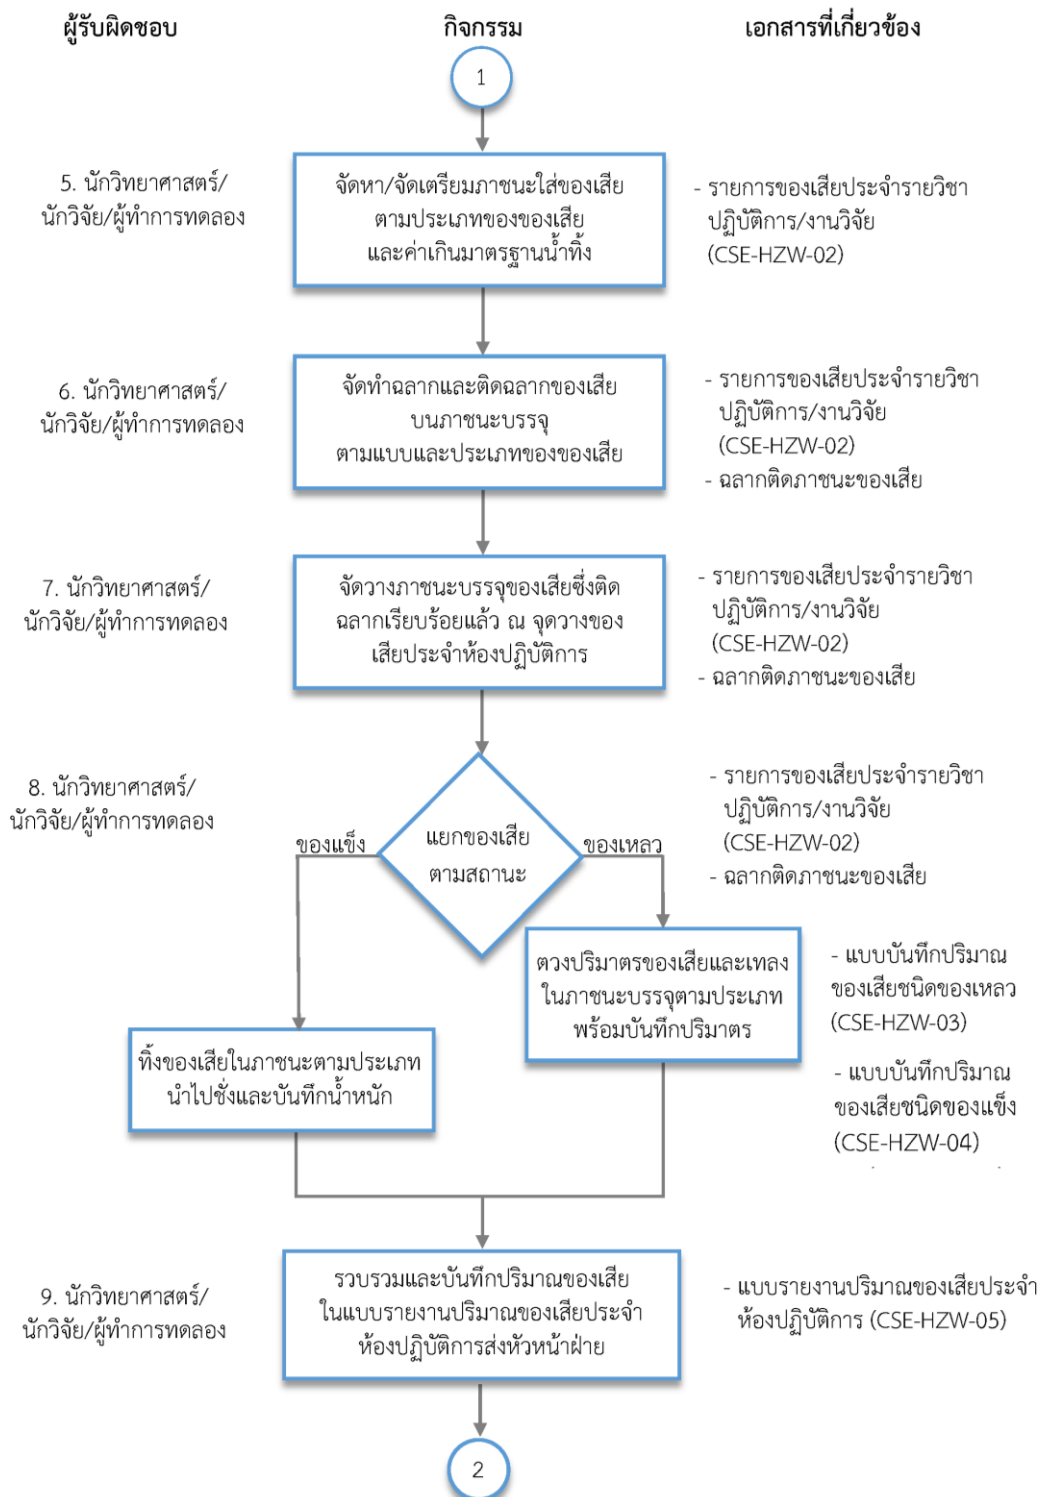 ผู้รับผิดชอบ
กิจกรรม
เอกสารที่เกี่ยวข้อง
1
5. นักวิทยาศาสตร์/
นักวิจัย/ผู้ทำการทดลอง
จัดหา/จัดเตรียมภาชนะใส่ของเสีย
ตามประเภทของของเสีย
และค่าเกินมาตรฐานน้ำทิ้ง
- รายการของเสียประจำรายวิชา
ปฏิบัติการ/งานวิจัย
(CSE-HZW-02)
6. นักวิทยาศาสตร์/
นักวิจัย/ผู้ทำการทดลอง
จัดทำฉลากและติดฉลากของเสีย
บนภาชนะบรรจุ
ตามแบบและประเภทของของเสีย
- รายการของเสียประจำรายวิชา
ปฏิบัติการ/งานวิจัย
(CSE-HZW-02)
- ฉลากติดภาชนะของเสีย
7. นักวิทยาศาสตร์/
นักวิจัย/ผู้ทำการทดลอง
จัดวางภาชนะบรรจุของเสียซึ่งติด
ฉลากเรียบร้อยแล้ว ณ จุดวางของ
เสียประจำห้องปฏิบัติการ
- รายการของเสียประจำรายวิชา
ปฏิบัติการ/งานวิจัย
(CSE-HZW-02)
- ฉลากติดภาชนะของเสีย
8. นักวิทยาศาสตร์/
นักวิจัย/ผู้ทำการทดลอง
แยกของเสีย
ตามสถานะ
ของแข็ง
ของเหลว
- รายการของเสียประจำรายวิชา
ปฏิบัติการ/งานวิจัย
(CSE-HZW-02)
- ฉลากติดภาชนะของเสีย
ตวงปริมาตรของเสียและเทลง
ในภาชนะบรรจุตามประเภท
พร้อมบันทึกปริมาตร
- แบบบันทึกปริมาณ
ของเสียชนิดของเหลว
(CSE-HZW-03)
ทิ้งของเสียในภาชนะตามประเภท
นำไปชั่งและบันทึกน้ำหนัก
- แบบบันทึกปริมาณ
ของเสียชนิดของแข็ง
(CSE-HZW-04)
9. นักวิทยาศาสตร์/
นักวิจัย/ผู้ทำการทดลอง
รวบรวมและบันทึกปริมาณของเสีย
ในแบบรายงานปริมาณของเสียประจำ
ห้องปฏิบัติการส่งหัวหน้าฝ่าย
- แบบรายงานปริมาณของเสียประจำ
ห้องปฏิบัติการ (CSE-HZW-05)
2